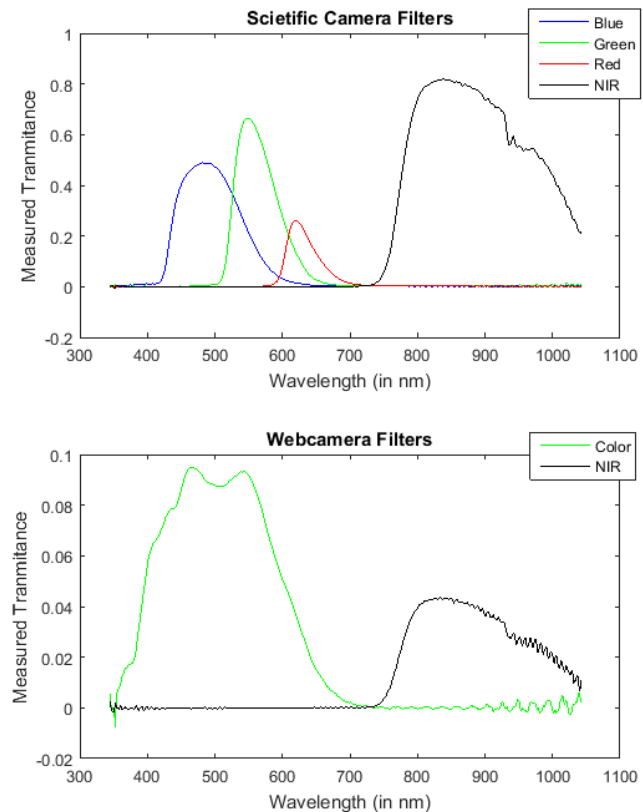 Scietific Camera Filters
Blue
Green
Red
NIR
Measured Tranmitance
1
0.8
0.6
0.4
0.2
0
-0.2
300 400 500 600 700 800 900 1000 1100
Wavelength (in nm)
Webcamera Filters
Color
NIR
Measured Tranmitance
0.1
0.08
0.06
0.04
0.02
0
-0.02
300 400 500 600 700 800 900 1000 1100
Wavelength (in nm)